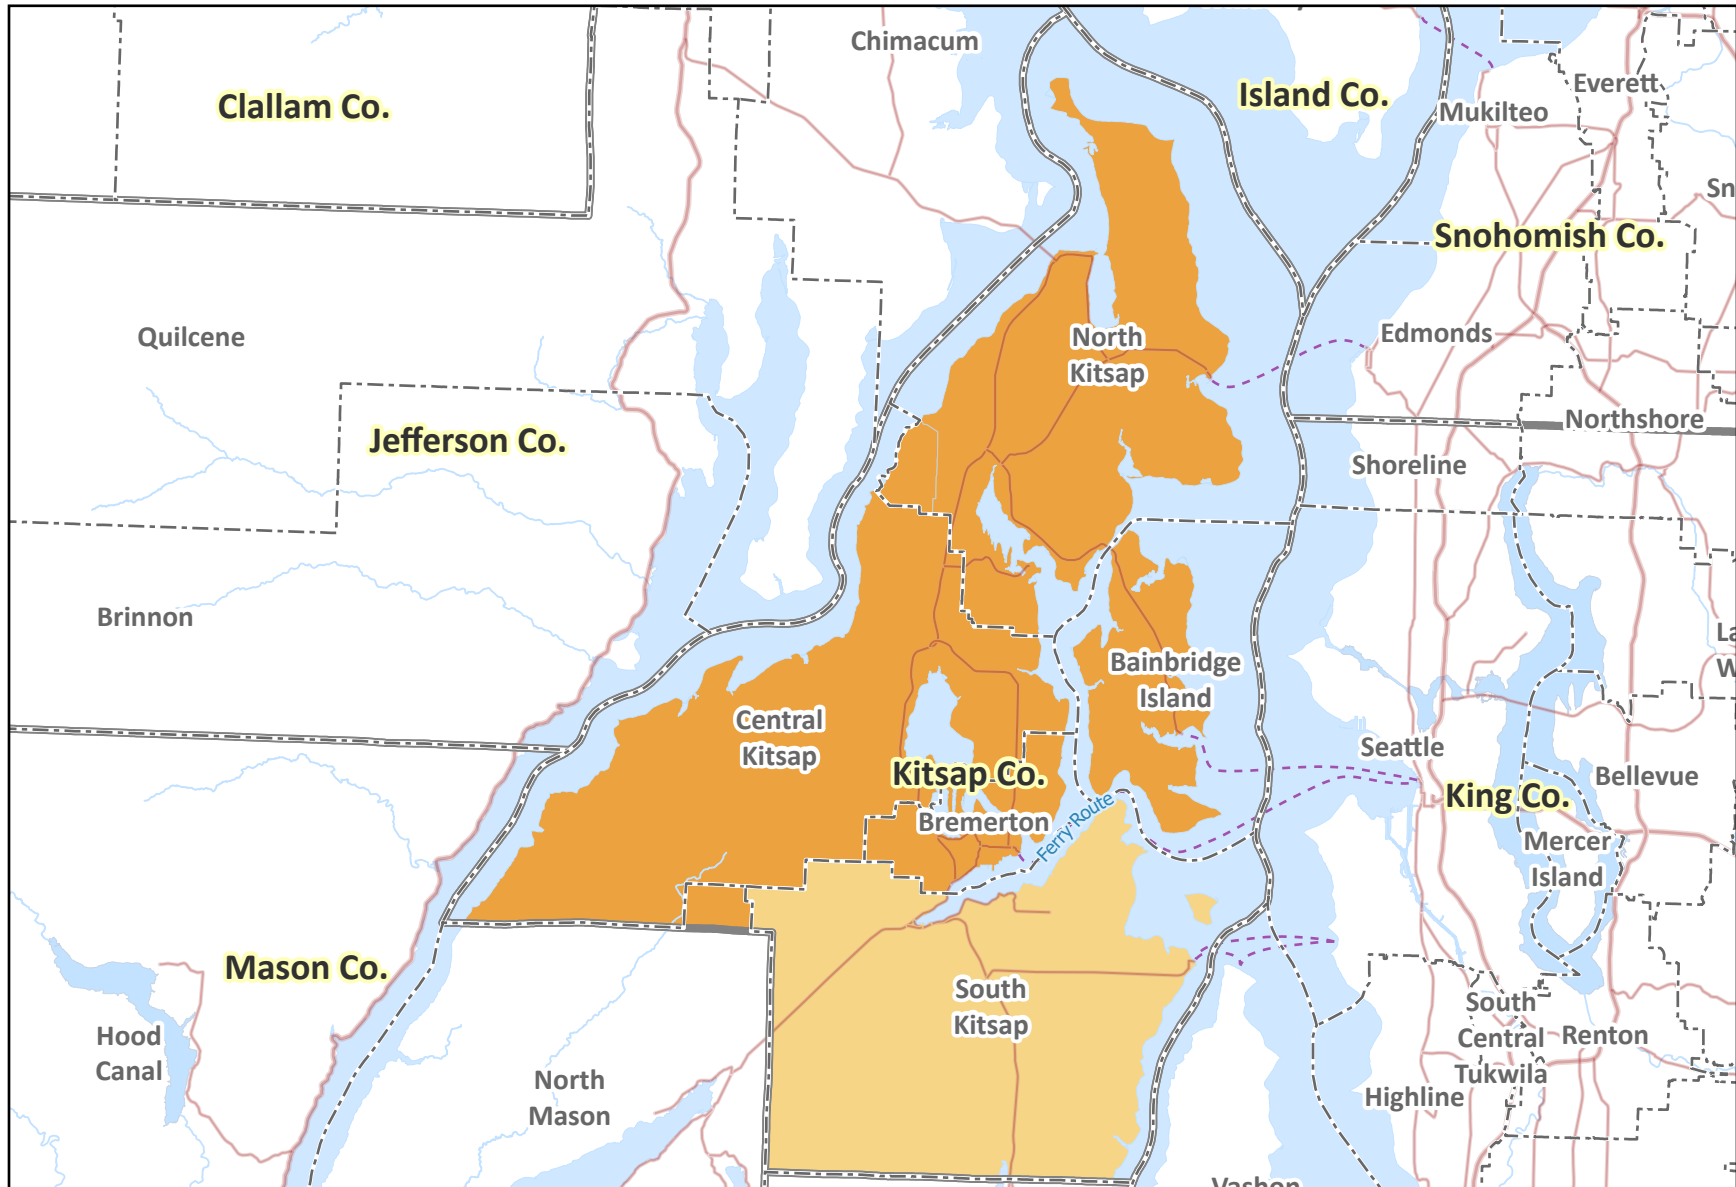 Chimacum
Clallam Co.
Island Co.
Everett
Mukilteo
Sn
Snohomish Co.
Quilcene
North
Kitsap
Edmonds
Northshore
Jefferson Co.
Shoreline
Brinnon
Bainbridge
Island
Central
Kitsap
Seattle
Kitsap Co.
Bellevue
King Co.
Bremerton
Ferry Route
Mercer
Island
Mason Co.
South
Kitsap
South
Central
Tukwila
Renton
Hood
Canal
North
Mason
Highline
Vashon
La
W